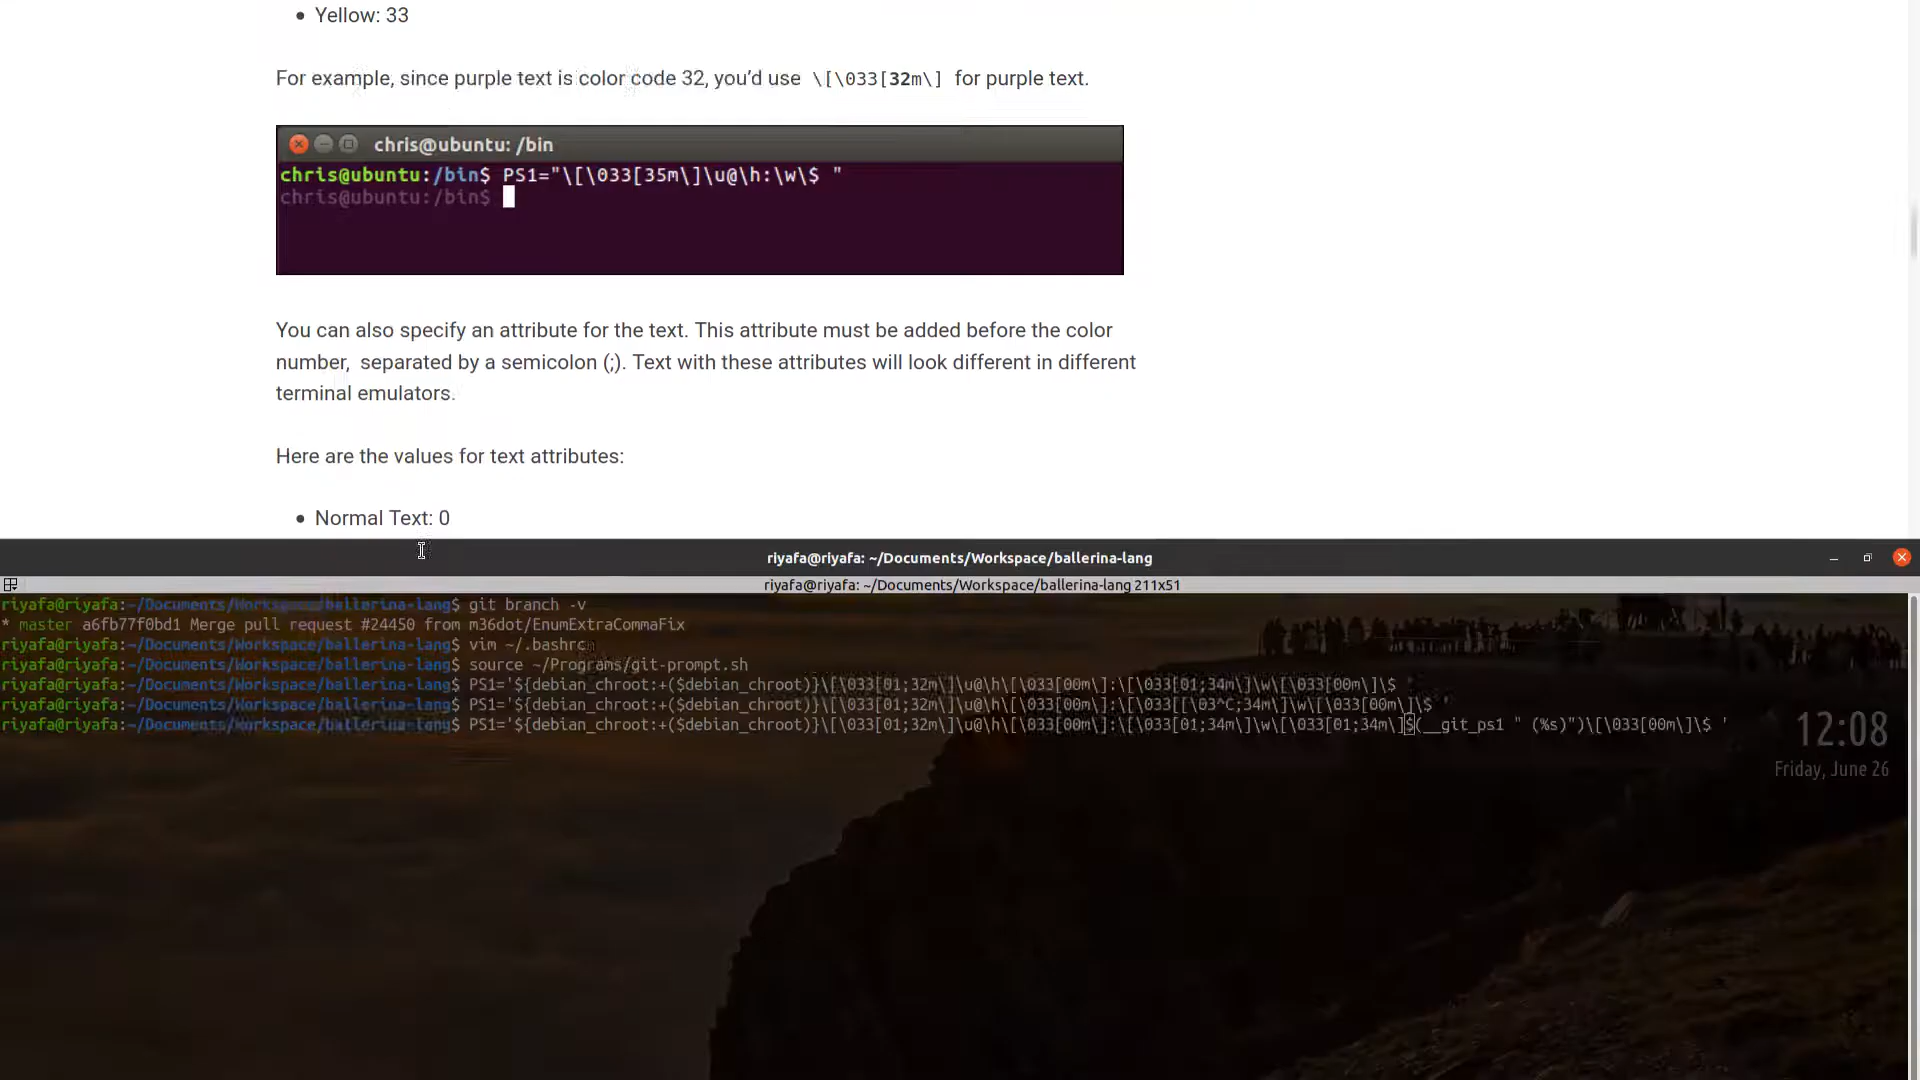 Yellow: 33
For example, since purple text is color code 32, you’d use \[\033[32m\] for purple text.
chris@ubuntu: /bin
chris@ubuntu:/bin$ PS1="\[\033[35m\]\u@\h:\w\$ "
chris@ubuntu:/bin$
You can also specify an attribute for the text. This attribute must be added before the color
number, separated by a semicolon (;). Text with these attributes will look different in different
terminal emulators.
Here are the values for text attributes:
Normal Text: 0
riyafa@riyafa: ~/Documents/Workspace/ballerina-lang
riyafa@riyafa: ~/Documents/Workspace/ballerina-lang 211x51
riyafa@riyafa:~/Documents/Workspace/ballerina-lang$ git branch -v
* master a6fb77f0bd1 Merge pull request #24450 from m36dot/EnumExtraCommaFix
riyafa@riyafa:~/Documents/Workspace/ballerina-lang$ vim ~/.bashrc
riyafa@riyafa:~/Documents/Workspace/ballerina-lang$ source ~/Programs/git-prompt.sh
riyafa@riyafa:~/Documents/Workspace/ballerina-lang$ PS1='${debian_chroot:+($debian_chroot)}\[\033[01;32m\]\u@\h\[\033[00m\]:\[\033[01;34m\]\w\[\033[00m\]\$
riyafa@riyafa:~/Documents/Workspace/ballerina-lang$ PS1='${debian_chroot:+($debian_chroot)}\[\033[01;32m\]\u@\h\[\033[00m\]:\[\033[[\03^C;34m\]\w\[\033[00m\]\$ '
riyafa@riyafa:~/Documents/Workspace/ballerina-lang$ PS1='${debian_chroot:+($debian_chroot)}\[\033[01;32m\]\u@\h\[\033[00m\]:\[\033[01;34m\]\w\[\033[01;34m\]$(__git_ps1 " (%s)")\[\033[00m\]\$ '
12:08
Friday, June 26